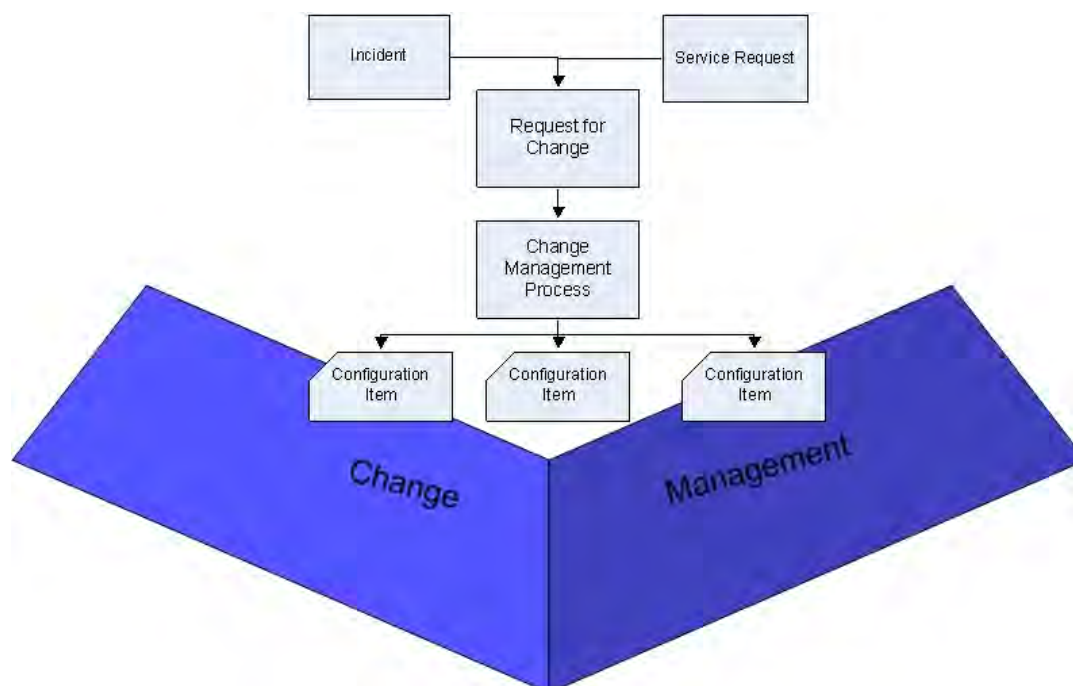 Incident
Service Request
Request for
Change
Change
Management
Process
Configuration
Item
Configuration
Item
Configuration
Item
Change
Management